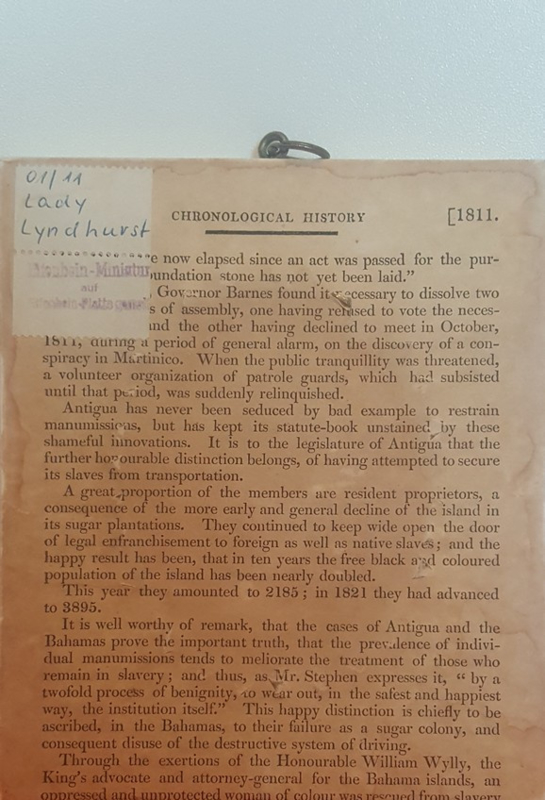 01/11
Lady
Lyndhurst
CHRONOLOGICAL HISTORY [1811.
now elapsed since an act was passed for the pur-
undation stone has not yet been laid.”
Governor Barnes found it necessary to dissolve two
s of assembly, one having refused to vote the neces-
and the other having declined to meet in October,
1811, during a period of general alarm, on the discovery of a con-
spiracy in Martinico. When the public tranquillity was threatened,
a volunteer organization of patrole guards, which had subsisted
until that period, was suddenly relinquished.
Antigua has never been seduced by bad example to restrain
manumissions, but has kept its statute-book unstained by these
shameful innovations. It is to the legislature of Antigua that the
further honourable distinction belongs, of having attempted to secure
its slaves from transportation.
A great proportion of the members are resident proprietors, a
consequence of the more early and general decline of the island in
its sugar plantations. They continued to keep wide open the door
of legal enfranchisement to foreign as well as native slaves; and the
happy result has been, that in ten years the free black and coloured
population of the island has been nearly doubled.
This year they amounted to 2185; in 1821 they had advanced
to 3895.
It is well worthy of remark, that the cases of Antigua and the
Bahamas prove the important truth, that the prevalence of indivi-
dual manumissions tends to meliorate the treatment of those who
remain in slavery; and thus, as Mr. Stephen expresses it, “ by a
twofold process of benignity, to wear out, in the safest and happiest
way, the institution itself.” This happy distinction is chiefly to be
ascribed, in the Bahamas, to their failure as a sugar colony, and
consequent disuse of the destructive system of driving.
Through the exertions of the Honourable William Wylly, the
King's advocate and attorney-general for the Bahama islands, an
oppressed and unprotected woman of colour was rescued from slavery